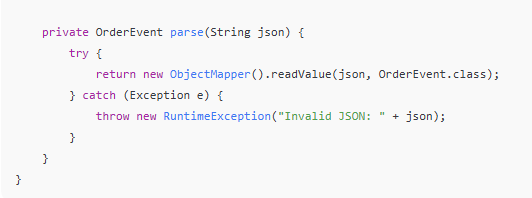 private OrderEvent parse(String json) {
        try {
            return new ObjectMapper().readValue(json, OrderEvent.class);
        } catch (Exception e) {
            throw new RuntimeException("Invalid JSON: " + json);
        }
    }
}